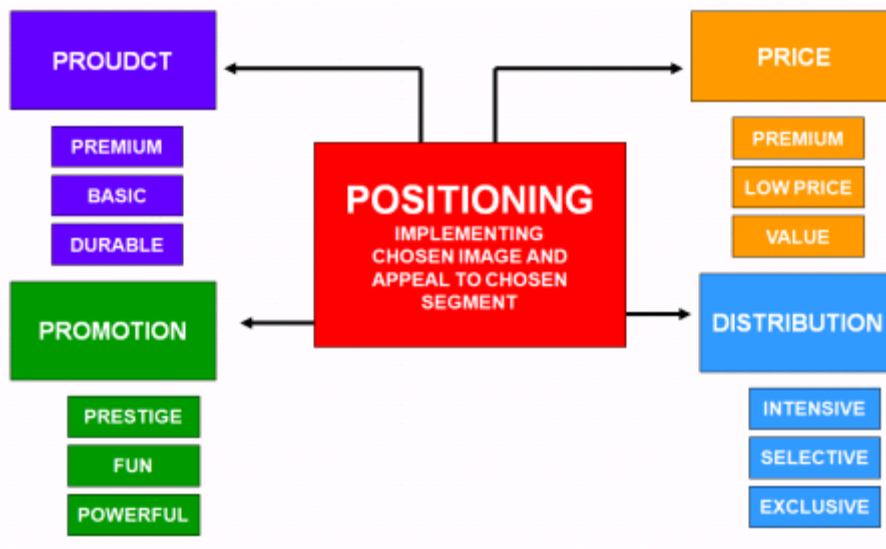 PROUDCT
PREMIUM
BASIC
DURABLE
PRICE
PREMIUM
LOW PRICE
VALUE
POSITIONING
IMPLEMENTING
CHOSEN IMAGE AND
APPEAL TO CHOSEN
SEGMENT
PROMOTION
PRESTIGE
FUN
POWERFUL
DISTRIBUTION
INTENSIVE
SELECTIVE
EXCLUSIVE